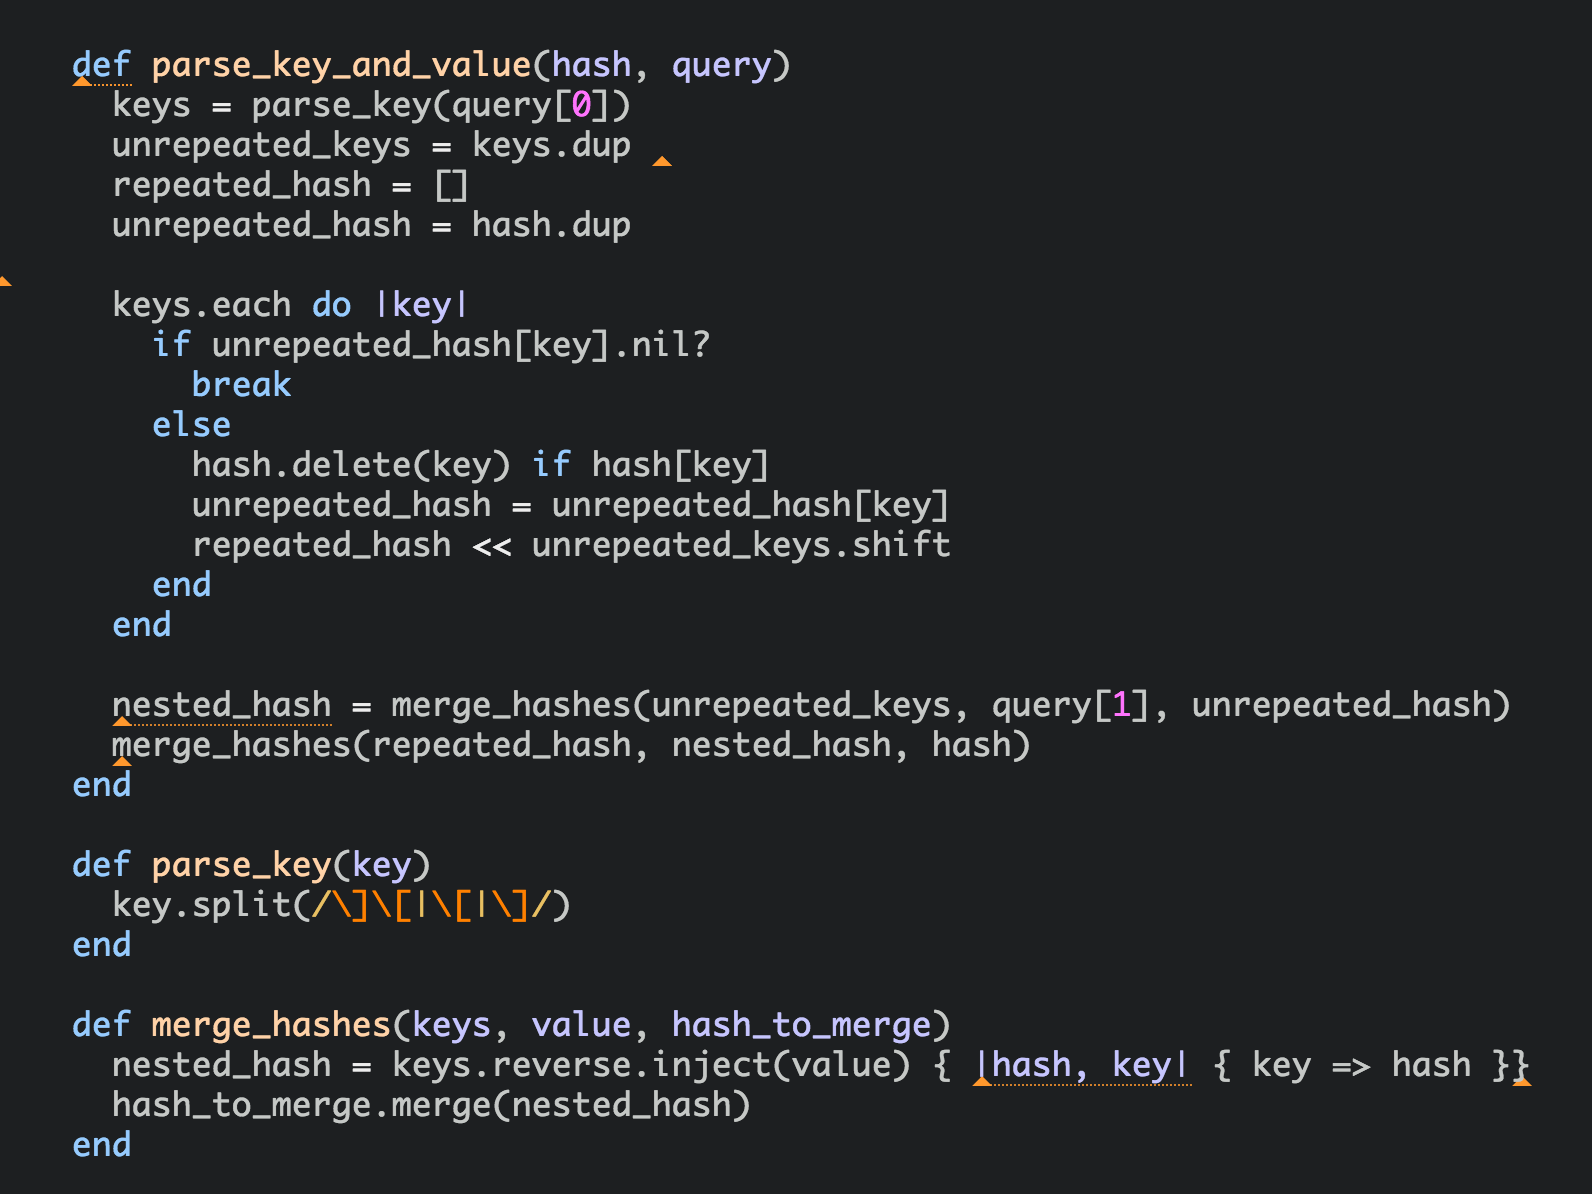 def parse_key_and_value(hash, query)
  keys = parse_key(query[0])
  unrepeated_keys = keys.dup
  repeated_hash = []
  unrepeated_hash = hash.dup

  keys.each do |key|
    if unrepeated_hash[key].nil?
      break
    else
      hash.delete(key) if hash[key]
      unrepeated_hash = unrepeated_hash[key]
      repeated_hash << unrepeated_keys.shift
    end
  end

  nested_hash = merge_hashes(unrepeated_keys, query[1], unrepeated_hash)
  merge_hashes(repeated_hash, nested_hash, hash)
end

def parse_key(key)
  key.split(/\]\[|\[|\]/)
end

def merge_hashes(keys, value, hash_to_merge)
  nested_hash = keys.reverse.inject(value) { |hash, key| { key => hash }}
  hash_to_merge.merge(nested_hash)
end